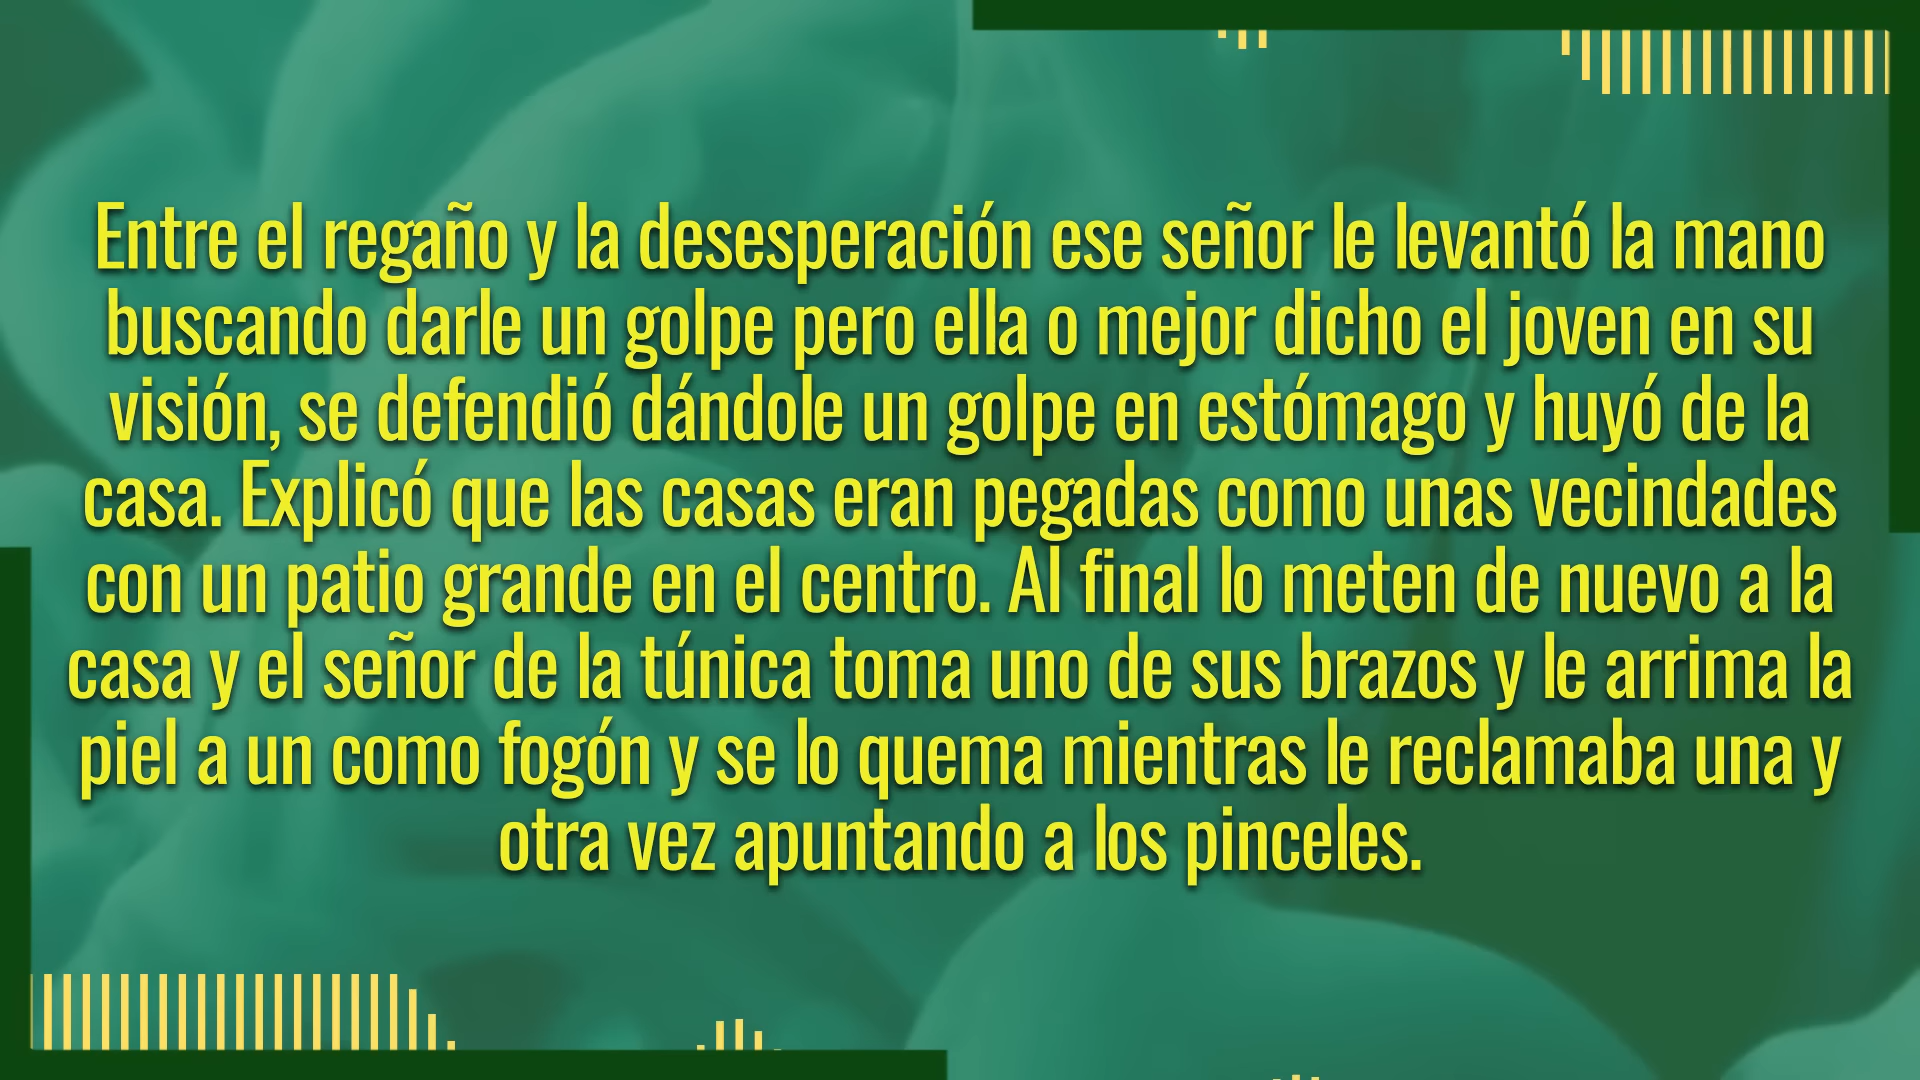 Entre el regaño y la desesperación ese señor le levantó la mano
buscando darle un golpe pero ella o mejor dicho el joven en su
visión, se defendió dándole un golpe en estómago y huyó de la
casa. Explicó que las casas eran pegadas como unas vecindades
con un patio grande en el centro. Al final lo meten de nuevo a la
casa y el señor de la túnica toma uno de sus brazos y le arrima la
piel a un como fogón y se lo quema mientras le reclamaba una y
otra vez apuntando a los pinceles.